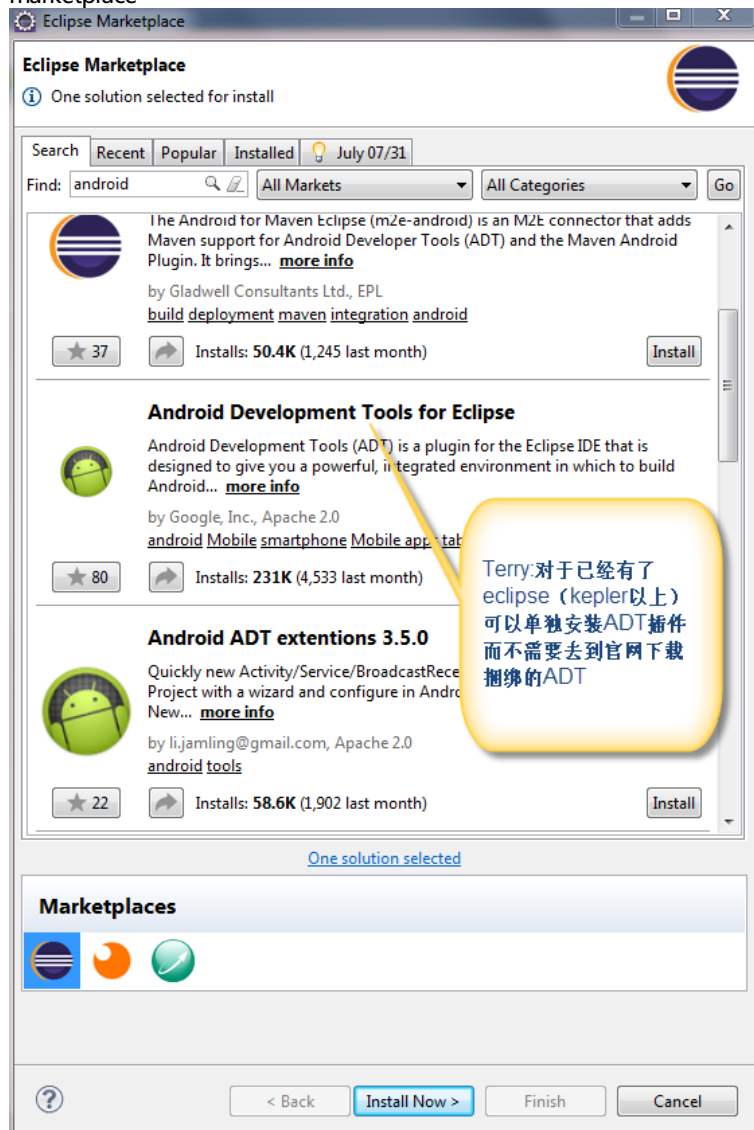 marketplace
Eclipse Marketplace
Eclipse Marketplace
One solution selected for install
Search Recent Popular Installed July 07/31
Find: android All Markets All Categories Go
The Android for Maven Eclipse (m2e-android) is an M2E connector that adds
Maven support for Android Developer Tools (ADT) and the Maven Android
Plugin. It brings... more info
by Gladwell Consultants Ltd., EPL
build deployment maven integration android
37 Installs: 50.4K (1,245 last month) Install
Android Development Tools for Eclipse
Android Development Tools (ADT) is a plugin for the Eclipse IDE that is
designed to give you a powerful, integrated environment in which to build
Android... more info
by Google, Inc., Apache 2.0
android Mobile smartphone Mobile apps tab
80 Installs: 231K (4,533 last month)
Terry:对于已经有了
eclipse（kepler以上）
可以单独安装ADT插件
而不需要去到官网下载
捆绑的ADT
Android ADT extentions 3.5.0
Quickly new Activity/Service/BroadcastRece
Project with a wizard and configure in Andro
New... more info
by li.jamling@gmail.com, Apache 2.0
android tools
22 Installs: 58.6K (1,902 last month) Install
One solution selected
Marketplaces
< Back Install Now > Finish Cancel